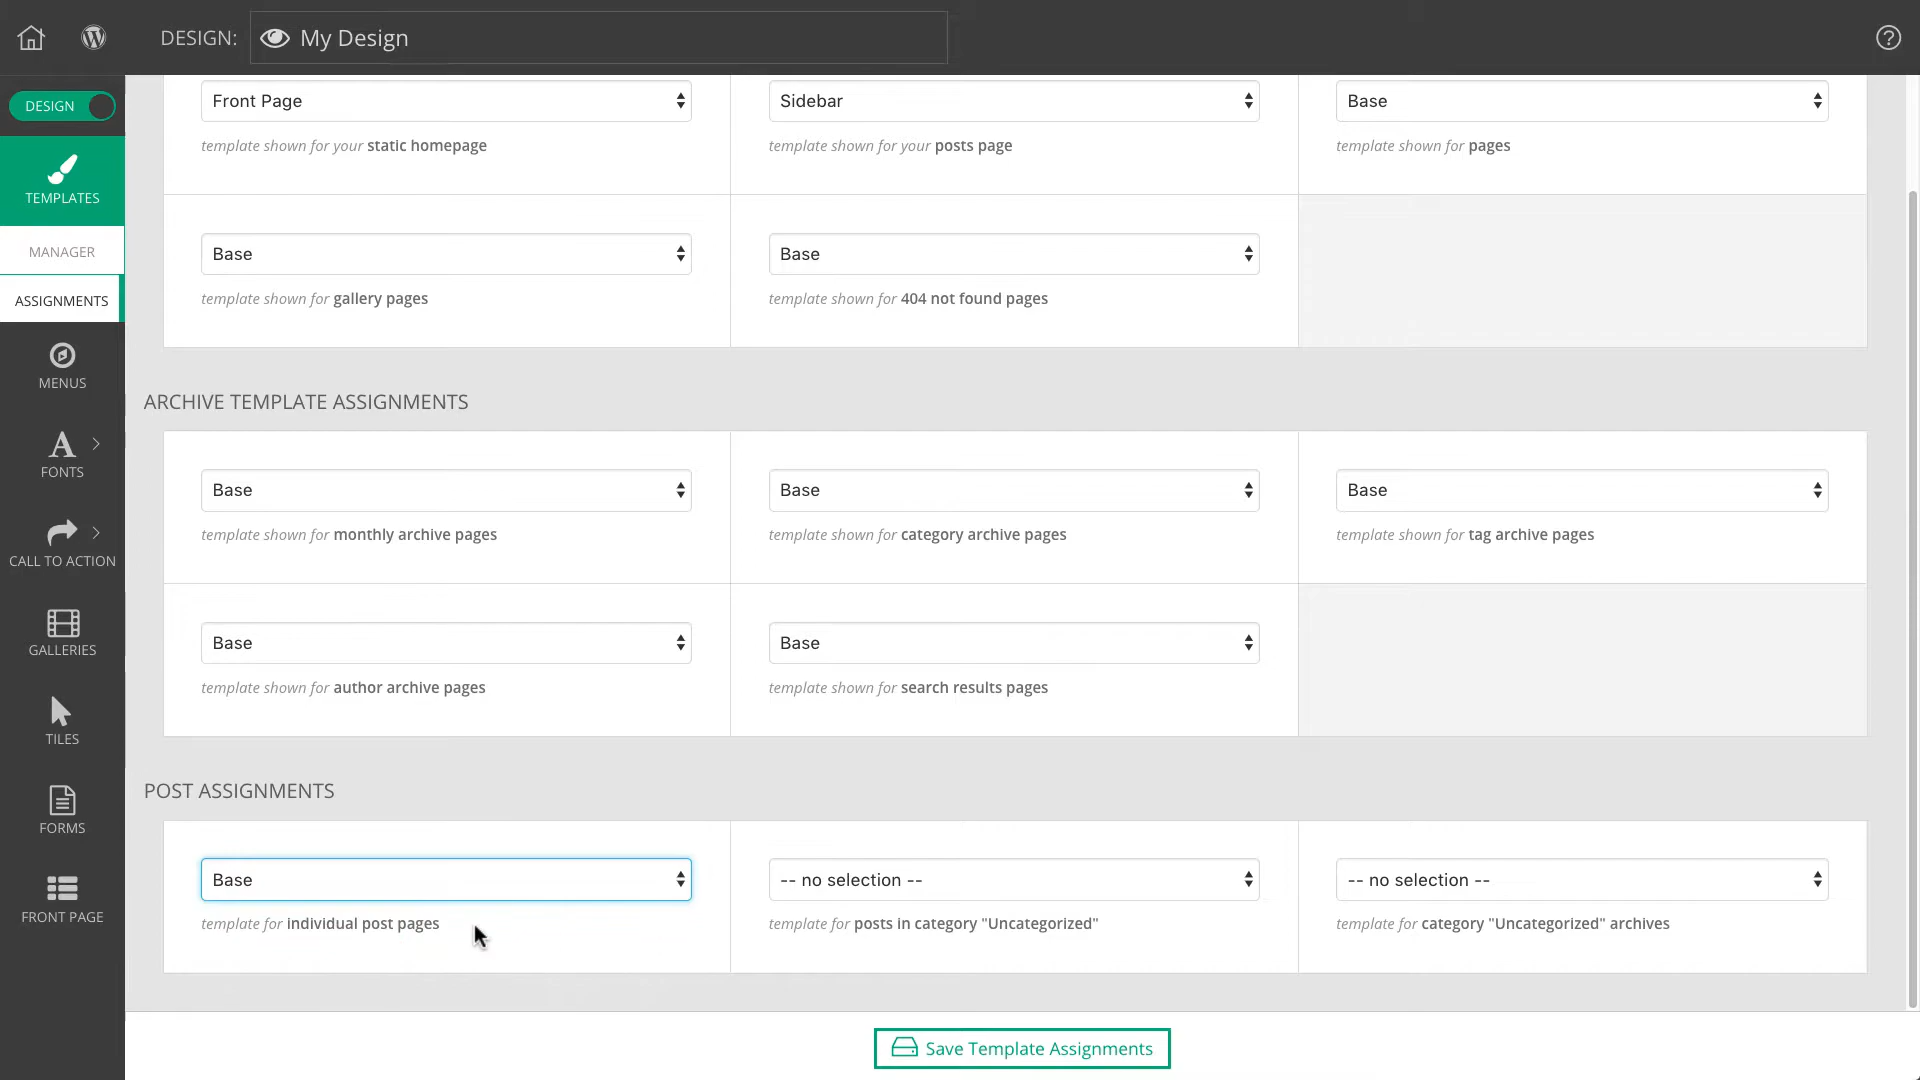 DESIGN: My Design
DESIGN
TEMPLATES
MANAGER
ASSIGNMENTS
MENUS
FONTS
CALL TO ACTION
GALLERIES
TILES
FORMS
FRONT PAGE
Front Page
template shown for your static homepage
Sidebar
template shown for your posts page
Base
template shown for pages
Base
template shown for gallery pages
Base
template shown for 404 not found pages
ARCHIVE TEMPLATE ASSIGNMENTS
Base
template shown for monthly archive pages
Base
template shown for category archive pages
Base
template shown for tag archive pages
Base
template shown for author archive pages
Base
template shown for search results pages
POST ASSIGNMENTS
Base
template for individual post pages
-- no selection --
template for posts in category "Uncategorized"
-- no selection --
template for category "Uncategorized" archives
Save Template Assignments